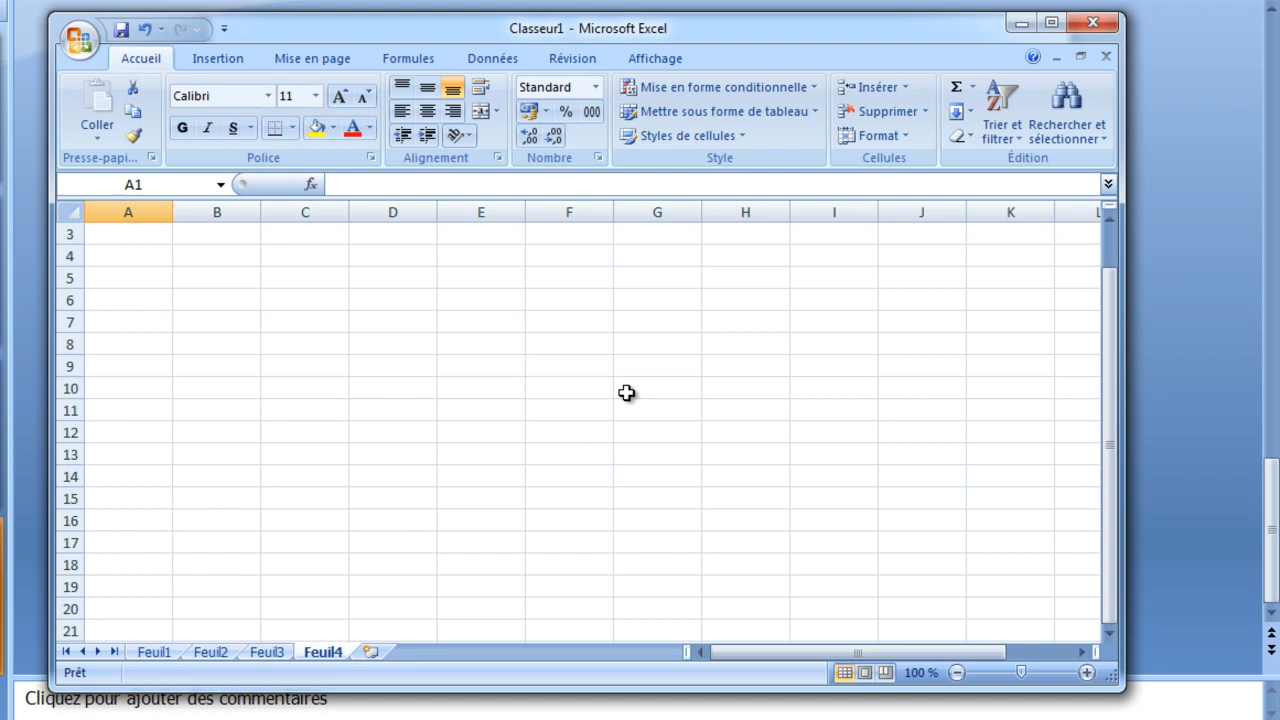 Classeur1 - Microsoft Excel
Accueil Insertion Mise en page Formules Données Révision Affichage
Coller
Presse-papi...
Calibri 11
G I S
Police
Alignement
Standard
% 000
Nombre
Mise en forme conditionnelle
Mettre sous forme de tableau
Styles de cellules
Style
Insérer
Supprimer
Format
Cellules
Σ
Trier et filtrer
Rechercher et sélectionner
Édition
A1 fx
A B C D E F G H I J K L
3
4
5
6
7
8
9
10
11
12
13
14
15
16
17
18
19
20
21
Feuil1 Feuil2 Feuil3 Feuil4
Prêt 100 %
Cliquez pour ajouter des commentaires